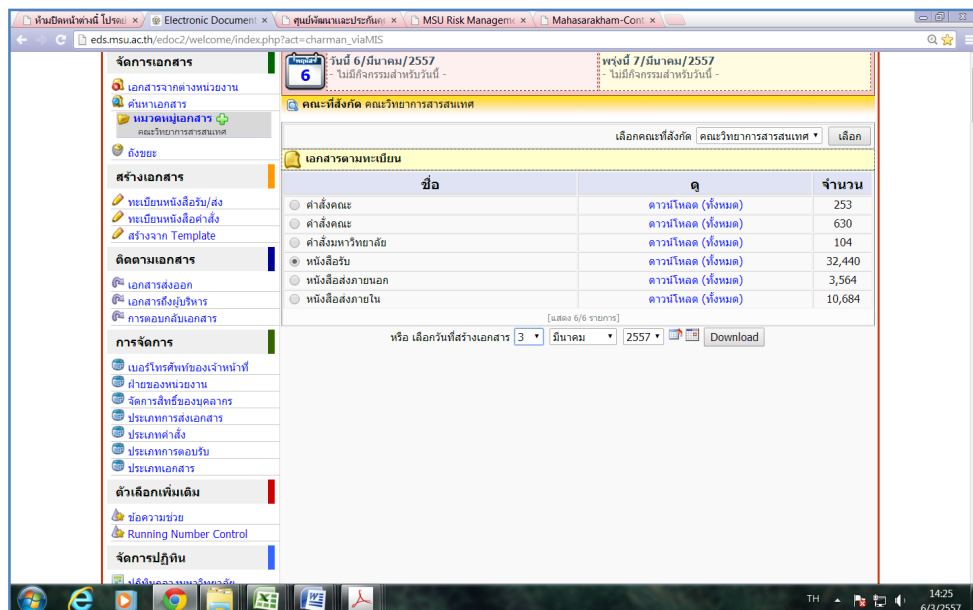 ห้ามปิดหน้าต่างนี้ โปรดเ
Electronic Document
ศูนย์พัฒนาและประกันคุ
MSU Risk Manageme
Mahasarakham-Cont
eds.msu.ac.th/edoc2/welcome/index.php?act=charman_viaMIS
จัดการเอกสาร
เอกสารจากต่างหน่วยงาน
ค้นหาเอกสาร
หมวดหมู่เอกสาร
คณะวิทยาการสารสนเทศ
ถังขยะ
สร้างเอกสาร
ทะเบียนหนังสือรับ/ส่ง
ทะเบียนหนังสือคำสั่ง
สร้างจาก Template
ติดตามเอกสาร
เอกสารส่งออก
เอกสารถึงผู้บริหาร
การตอบกลับเอกสาร
การจัดการ
เบอร์โทรศัพท์ของเจ้าหน้าที่
ฝ่ายของหน่วยงาน
จัดการสิทธิ์ของบุคลากร
ประเภทการส่งเอกสาร
ประเภทคำสั่ง
ประเภทการตอบรับ
ประเภทเอกสาร
ตัวเลือกเพิ่มเติม
ข้อความช่วย
Running Number Control
จัดการปฏิทิน
ปฏิทินกลางมหาวิทยาลัย
พฤหัสฯ
6
วันนี้ 6/มีนาคม/2557
- ไม่มีกิจกรรมสำหรับวันนี้ -
พรุ่งนี้ 7/มีนาคม/2557
- ไม่มีกิจกรรมสำหรับวันนี้ -
คณะที่สังกัด คณะวิทยาการสารสนเทศ
เลือกคณะที่สังกัด คณะวิทยาการสารสนเทศ เลือก
เอกสารตามทะเบียน
ชื่อ ดู จำนวน
คำสั่งคณะ ดาวน์โหลด (ทั้งหมด) 253
คำสั่งคณะ ดาวน์โหลด (ทั้งหมด) 630
คำสั่งมหาวิทยาลัย ดาวน์โหลด (ทั้งหมด) 104
หนังสือรับ ดาวน์โหลด (ทั้งหมด) 32,440
หนังสือส่งภายนอก ดาวน์โหลด (ทั้งหมด) 3,564
หนังสือส่งภายใน ดาวน์โหลด (ทั้งหมด) 10,684
[แสดง 6/6 รายการ]
หรือ เลือกวันที่สร้างเอกสาร 3 มีนาคม 2557 Download
TH
14:25
6/3/2557